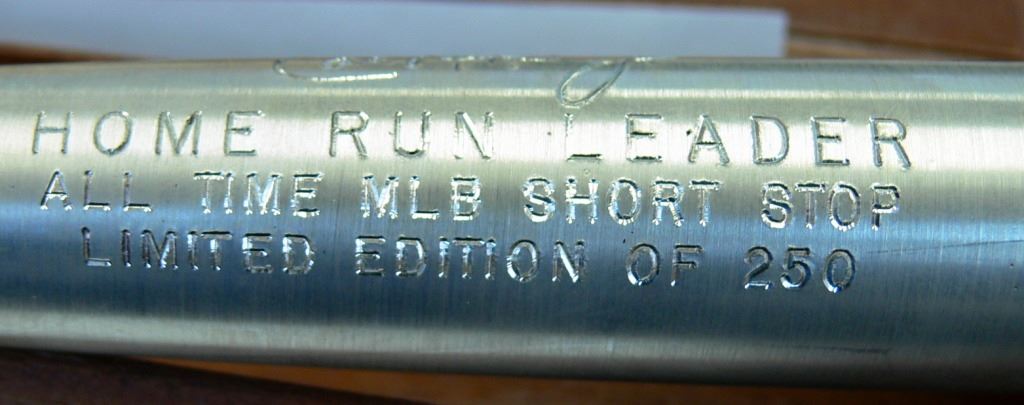 HOME RUN LEADER
ALL TIME MLB SHORT STOP
LIMITED EDITION OF 250